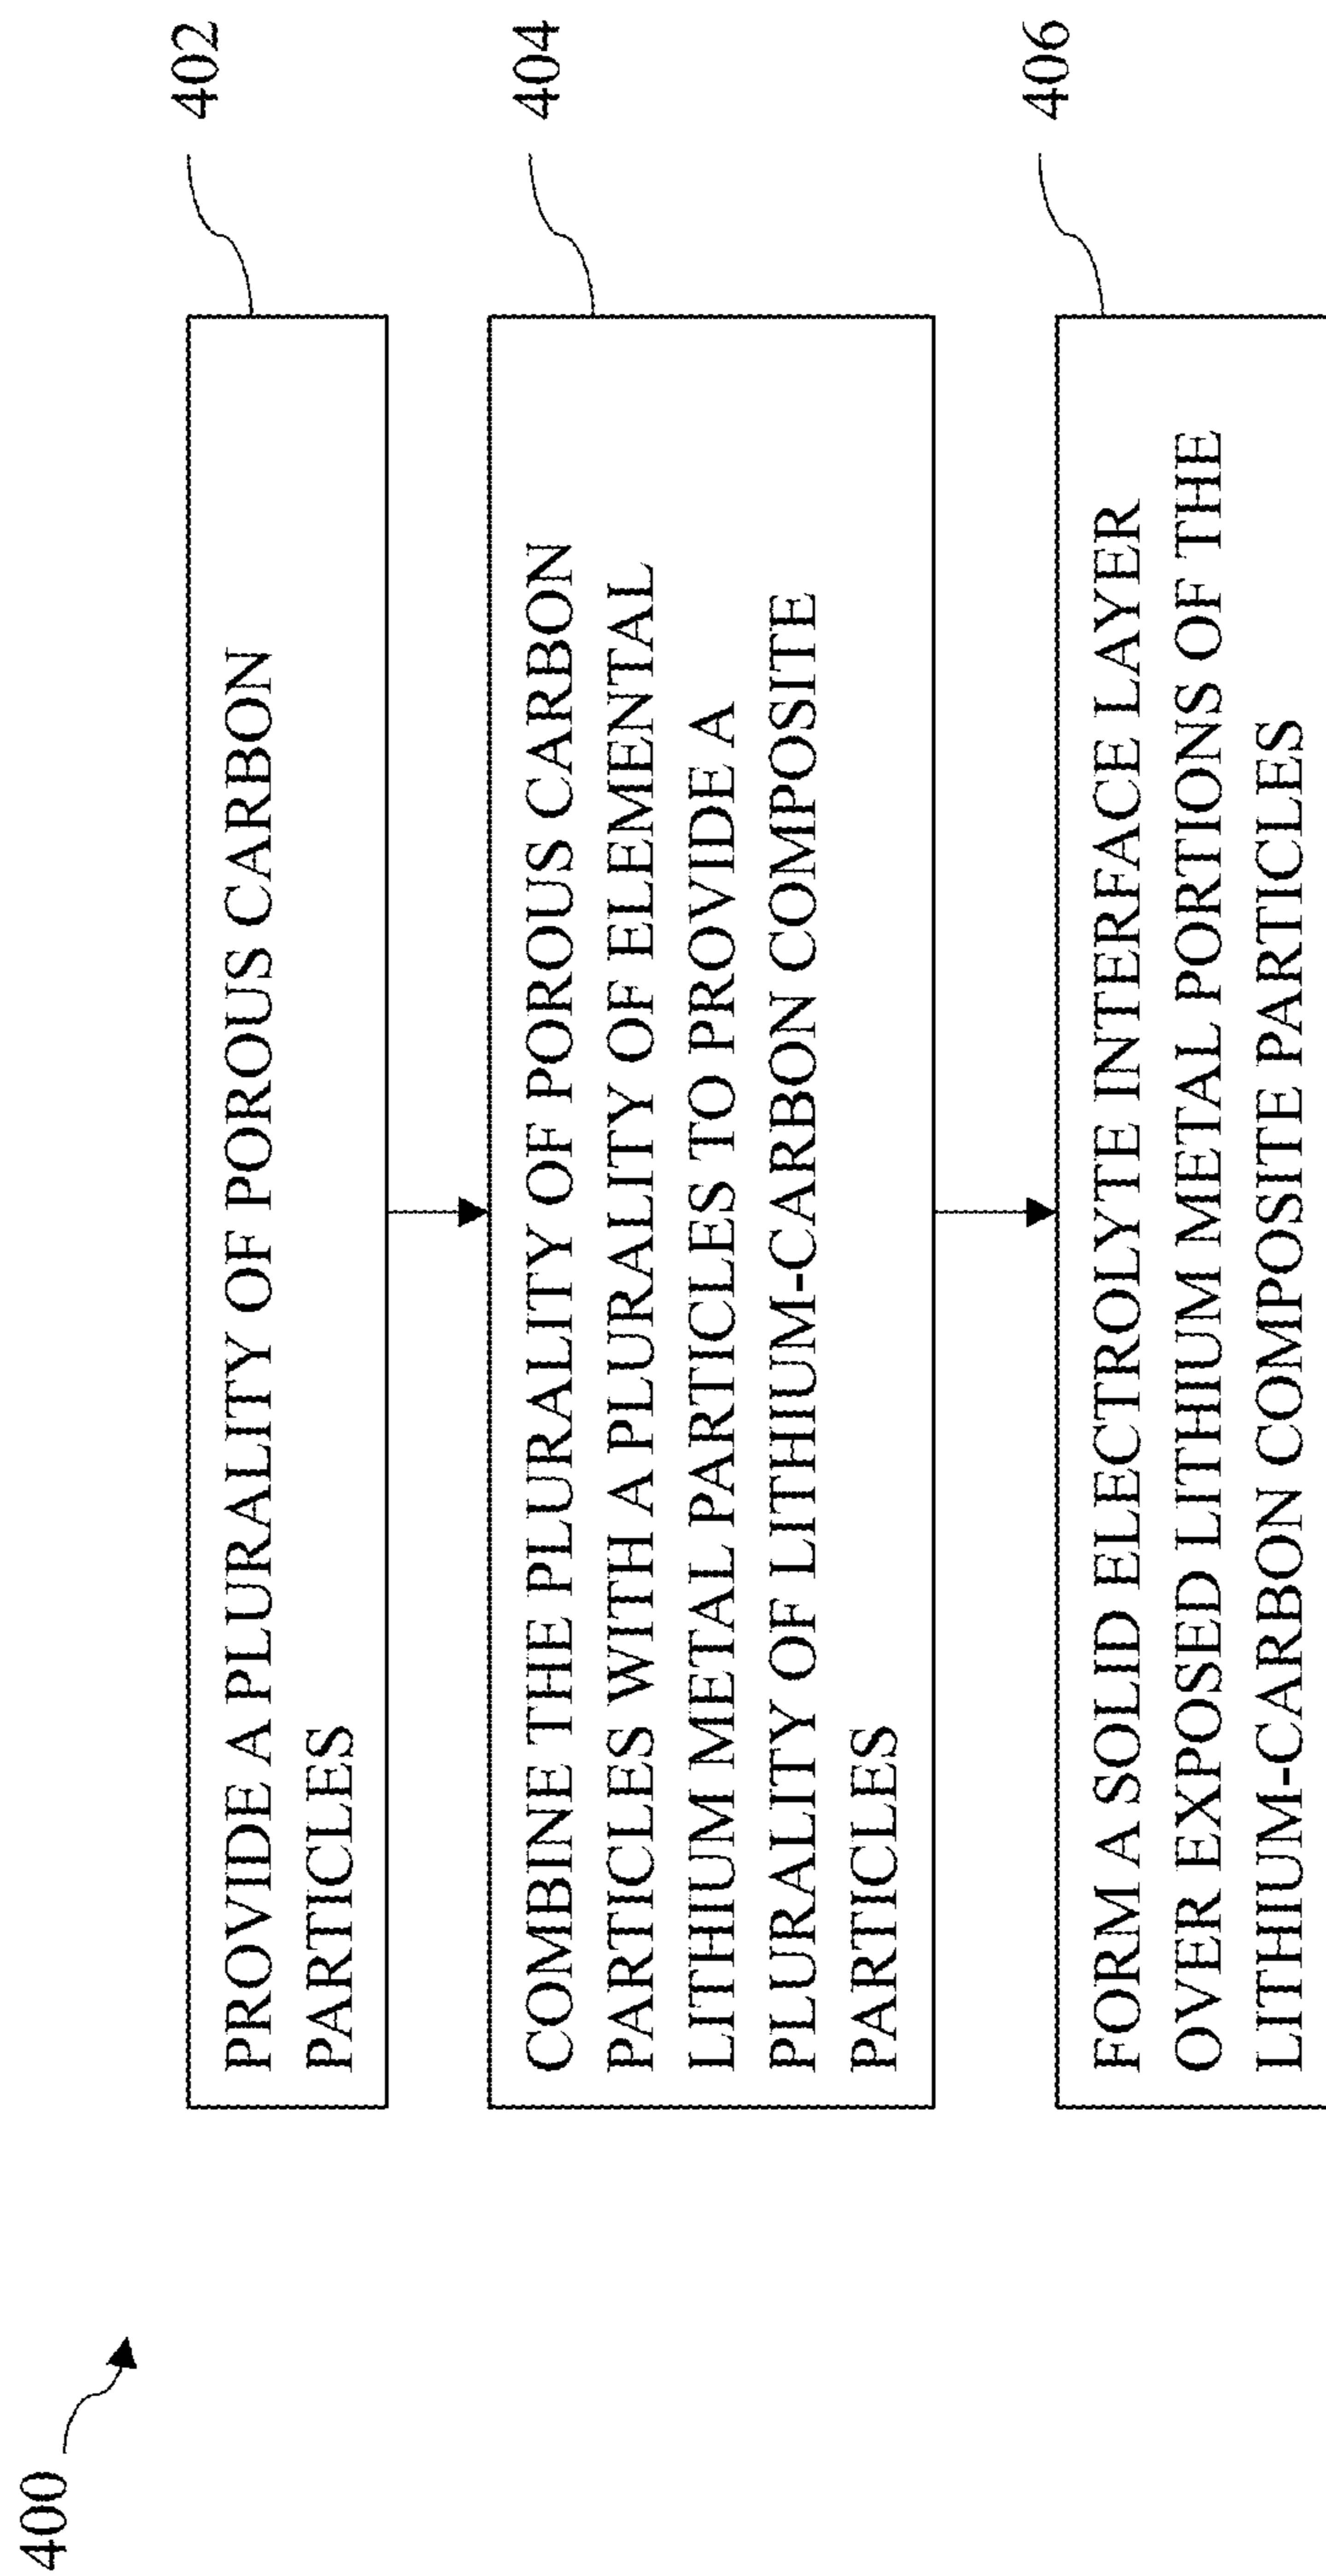 400
PROVIDE A PLURALITY OF POROUS CARBON
PARTICLES
402
COMBINE THE PLURALITY OF POROUS CARBON
PARTICLES WITH A PLURALITY OF ELEMENTAL
LITHIUM METAL PARTICLES TO PROVIDE A
PLURALITY OF LITHIUM-CARBON COMPOSITE
PARTICLES
404
FORM A SOLID ELECTROLYTE INTERFACE LAYER
OVER EXPOSED LITHIUM METAL PORTIONS OF THE
LITHIUM-CARBON COMPOSITE PARTICLES
406